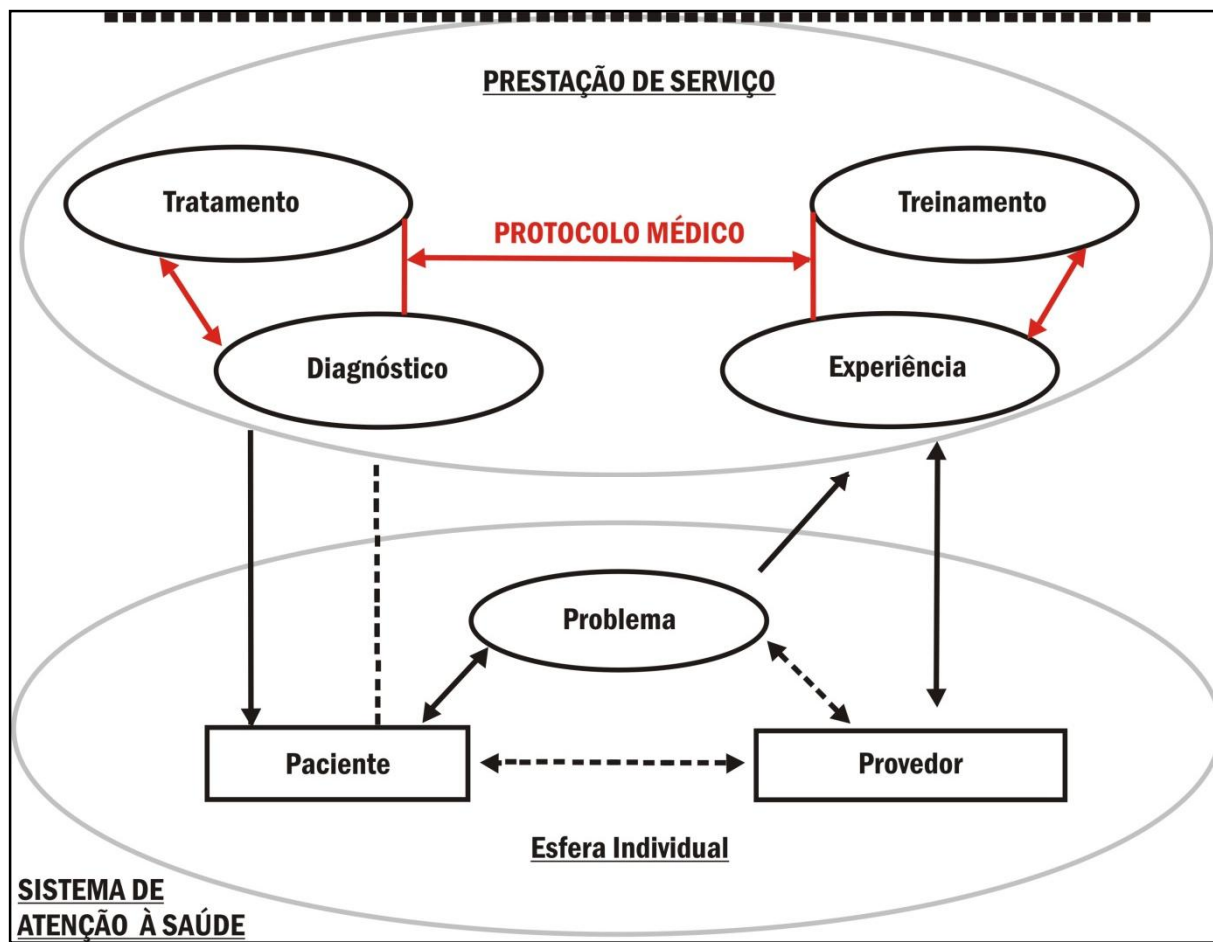 PRESTAÇÃO DE SERVIÇO
Tratamento
Treinamento
PROTOCOLO MÉDICO
Diagnóstico
Experiência
Problema
Paciente
Provedor
Esfera Individual
SISTEMA DE
ATENÇÃO À SAÚDE